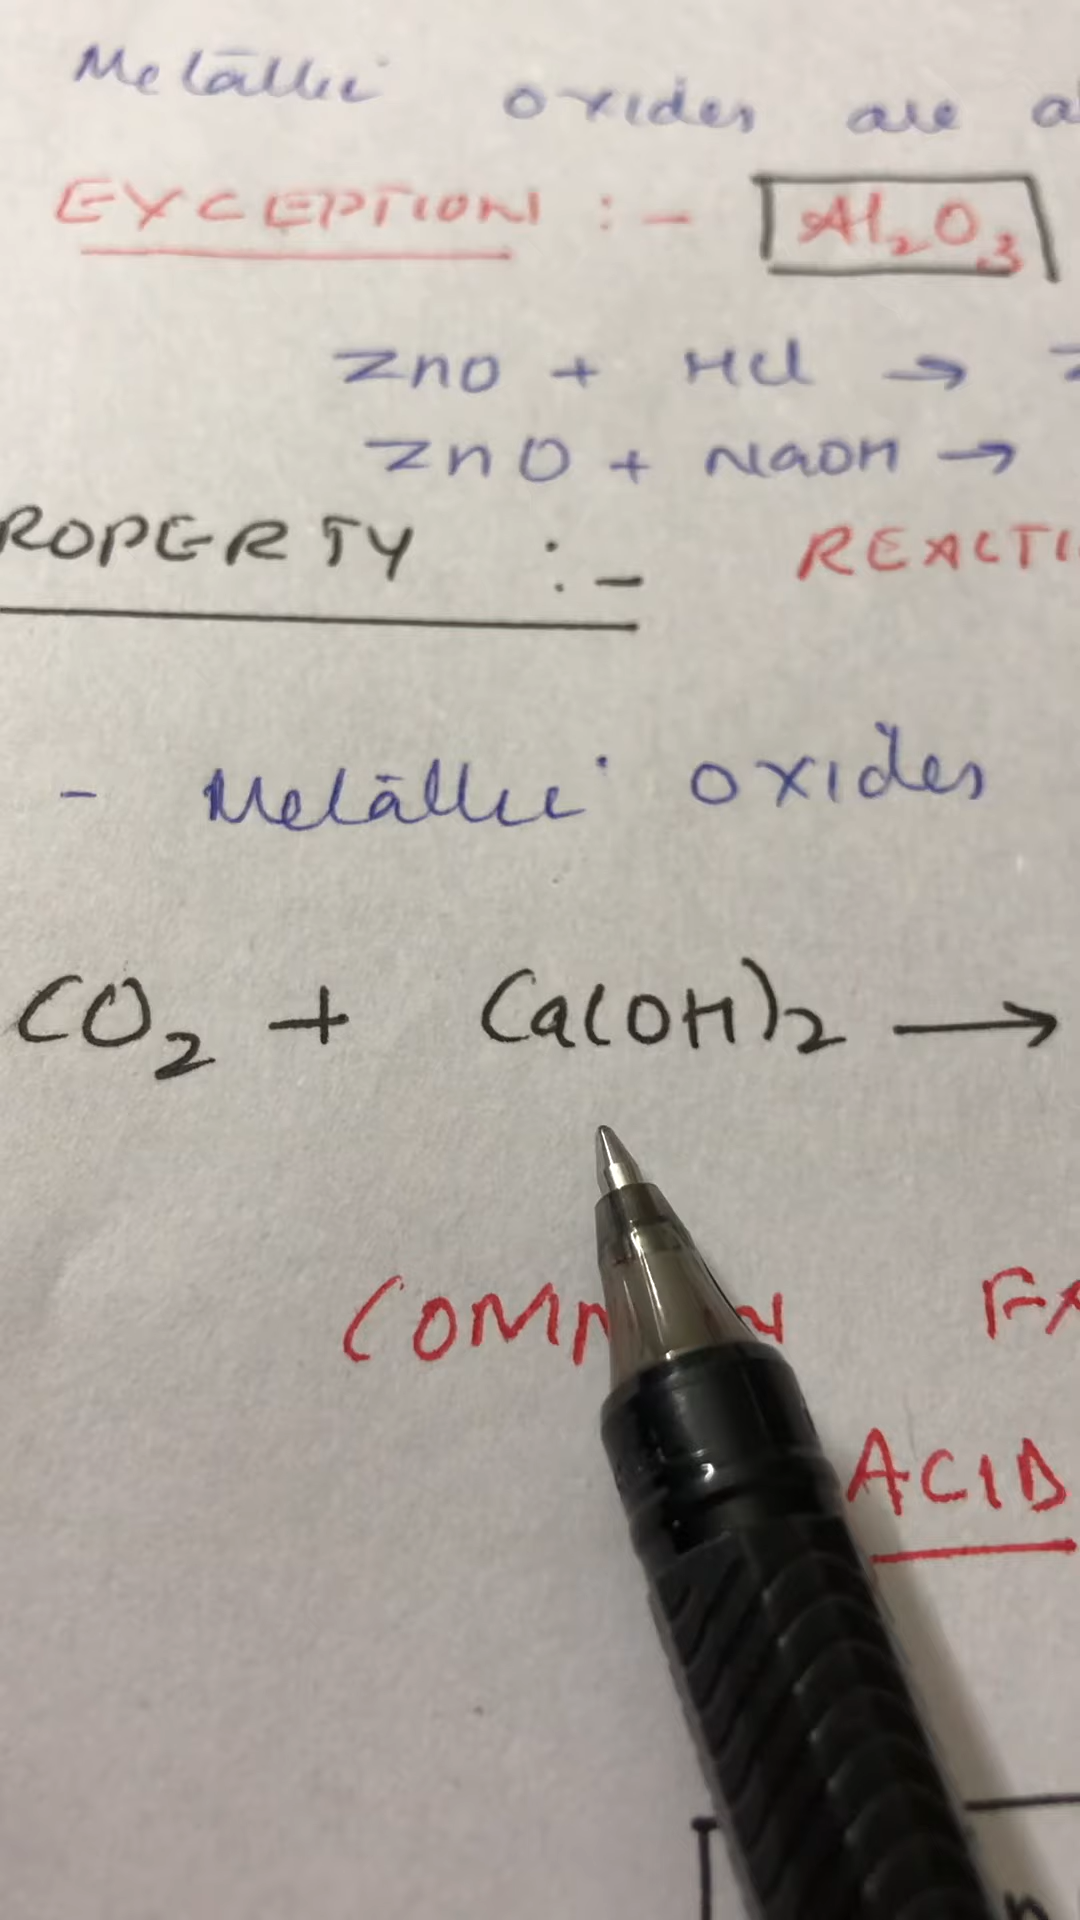 Metallic oxides are a
EXCEPTION :- Al₂O₃
ZnO + HCl → Z
ZnO + NaOH →
ROPERTY :- REACTI
- Metallic oxides
CO₂ + Ca(OH)₂ →
COMM N
ACID